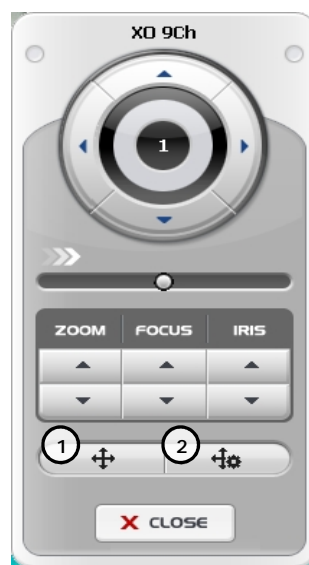 XO 9Ch
1
ZOOM FOCUS IRIS
1 2
X CLOSE